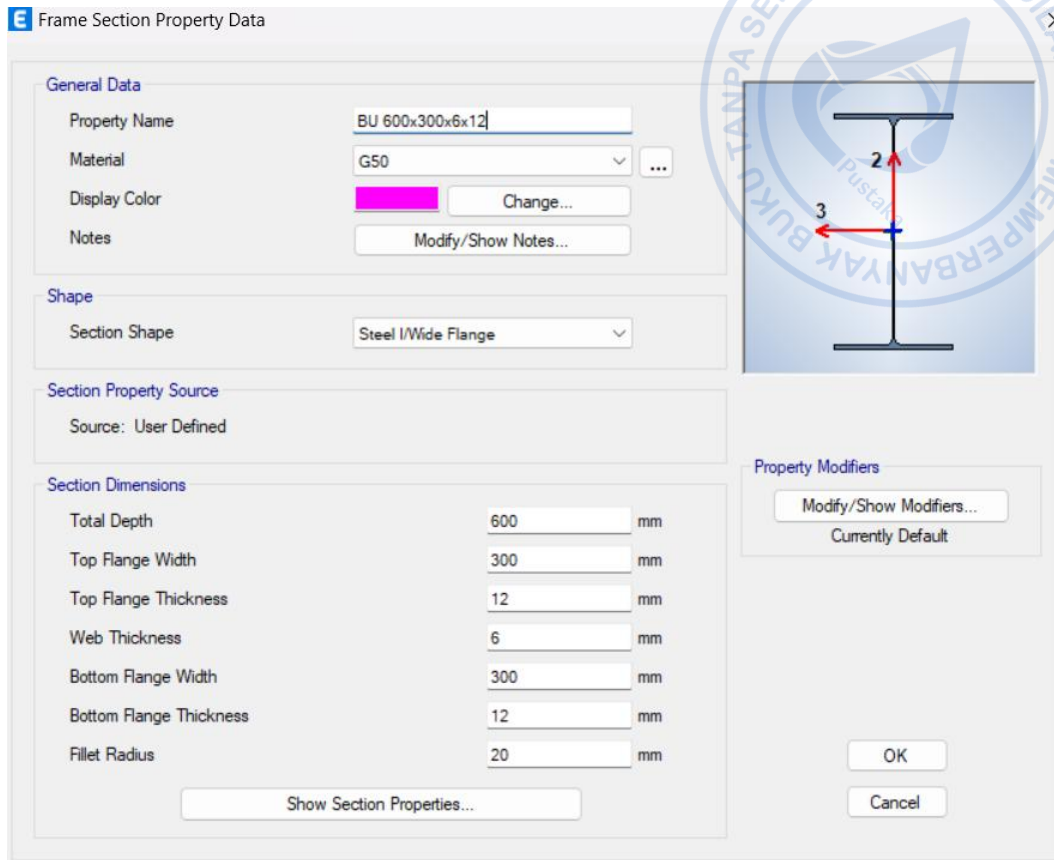 Frame Section Property Data
General Data
Property Name BU 600x300x6x12
Material G50 ...
Display Color Change...
Notes Modify/Show Notes...
Shape
Section Shape Steel I/Wide Flange
Section Property Source
Source: User Defined
Section Dimensions
Total Depth 600 mm
Top Flange Width 300 mm
Top Flange Thickness 12 mm
Web Thickness 6 mm
Bottom Flange Width 300 mm
Bottom Flange Thickness 12 mm
Fillet Radius 20 mm
Show Section Properties...
2
3
Property Modifiers
Modify/Show Modifiers...
Currently Default
OK
Cancel
TANPA
Pustaka
MEMPERBANYAK BUKU